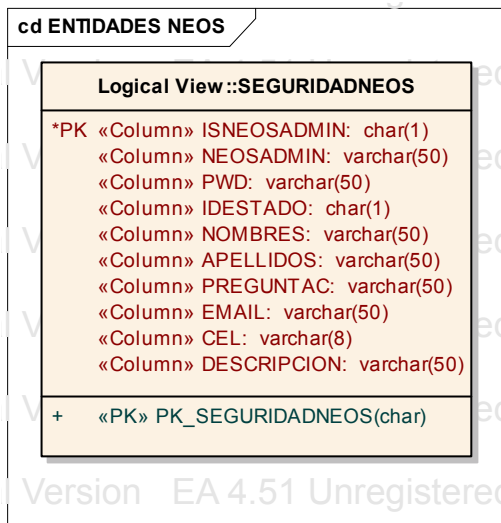 cd ENTIDADES NEOS
Logical View::SEGURIDADNEOS
*PK «Column» ISNEOSADMIN: char(1)
«Column» NEOSADMIN: varchar(50)
«Column» PWD: varchar(50)
«Column» IDESTADO: char(1)
«Column» NOMBRES: varchar(50)
«Column» APELLIDOS: varchar(50)
«Column» PREGUNTAC: varchar(50)
«Column» EMAIL: varchar(50)
«Column» CEL: varchar(8)
«Column» DESCRIPCION: varchar(50)
+ «PK» PK_SEGURIDADNEOS(char)
Version EA 4.51 Unregistered